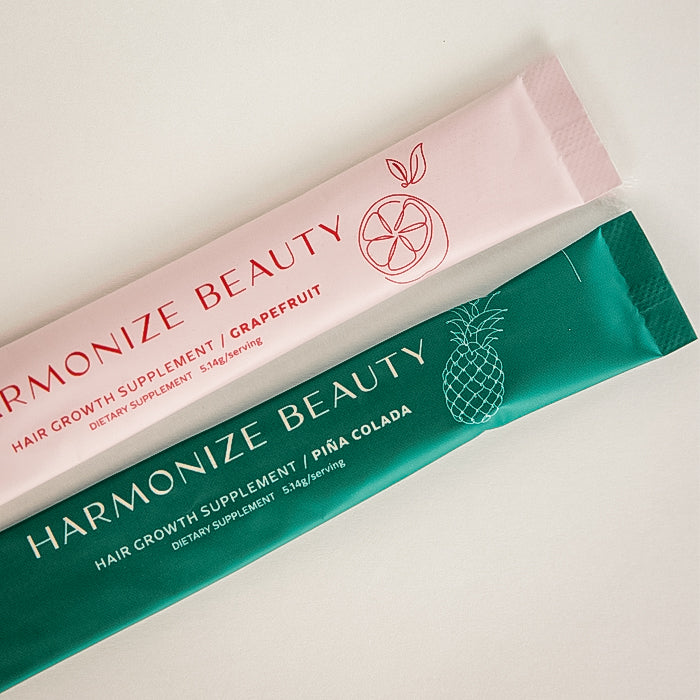 ARMONIZE BEAUTY
HAIR GROWTH SUPPLEMENT / GRAPEFRUIT
DIETARY SUPPLEMENT 5.14g/serving
HARMONIZE BEAUTY
HAIR GROWTH SUPPLEMENT / PIÑA COLADA
DIETARY SUPPLEMENT 5.14g/serving